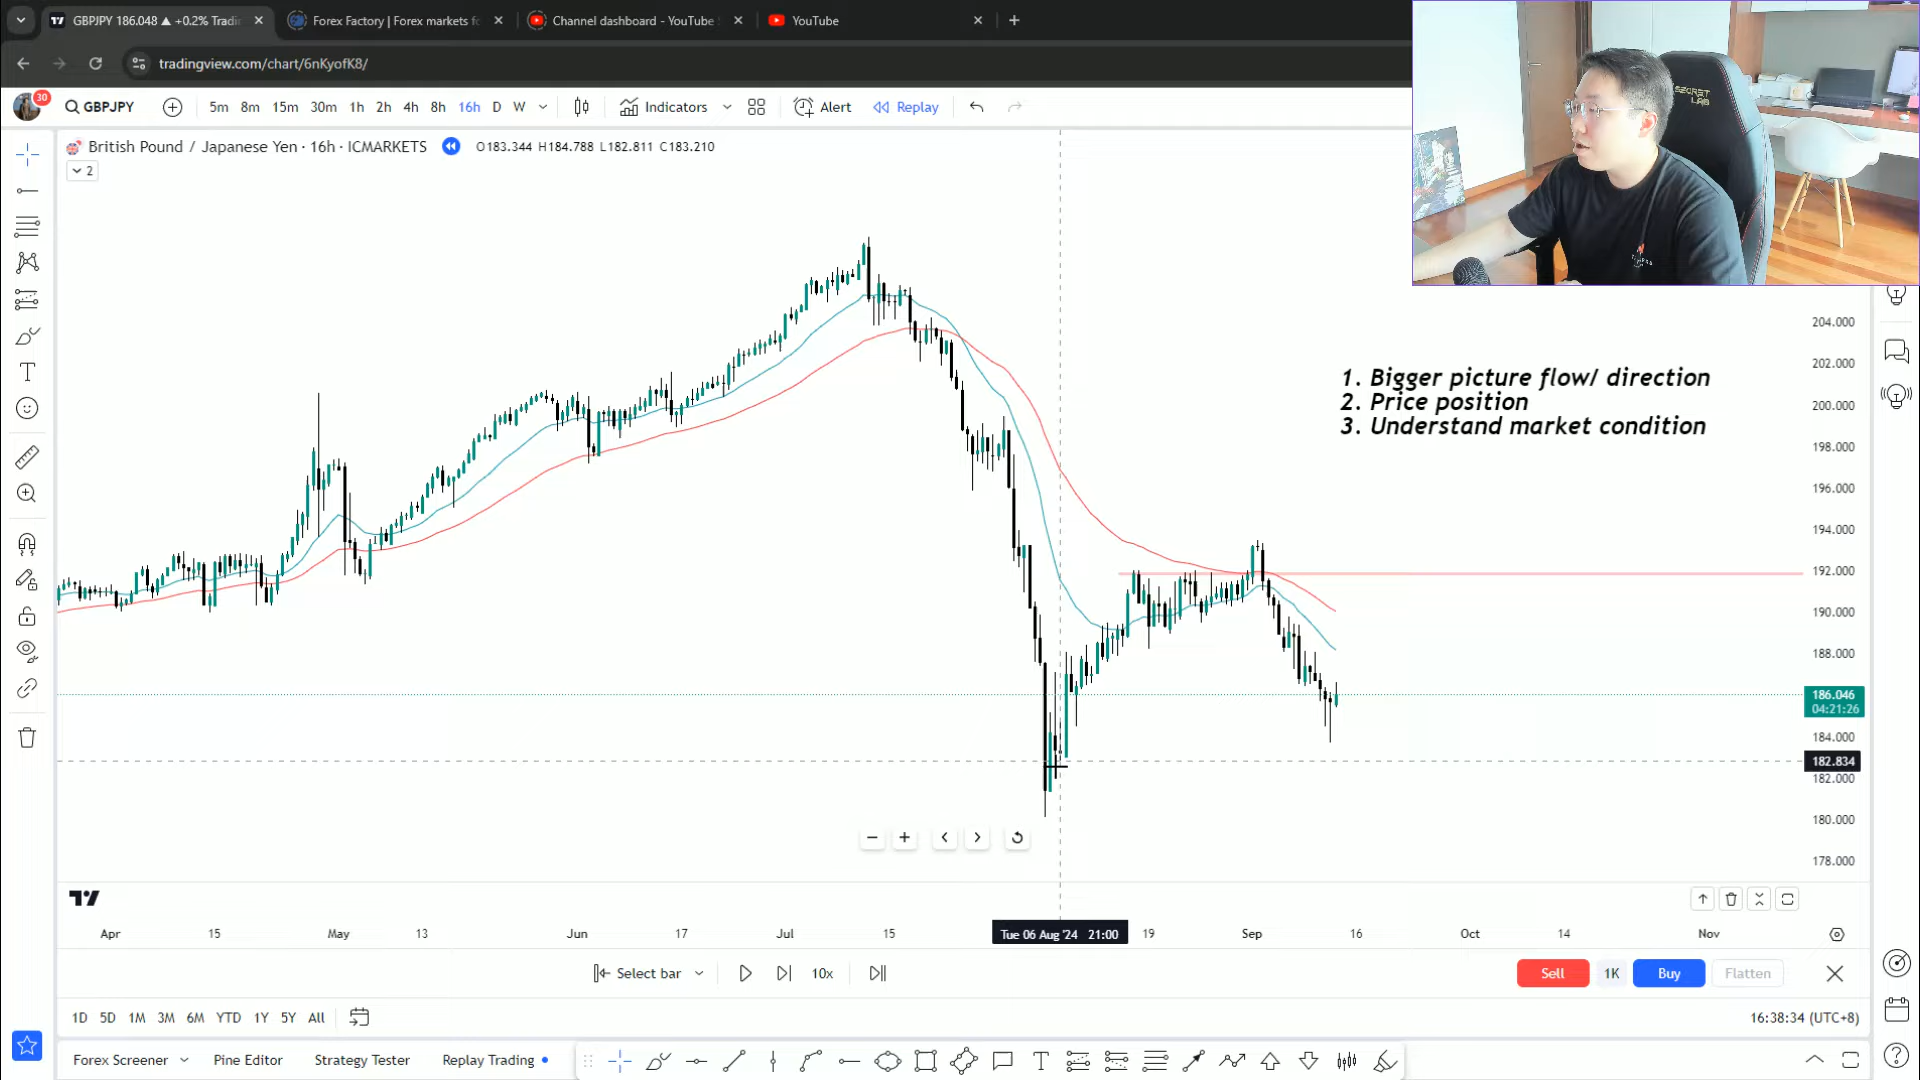 GBPJPY 186.048 ▲ +0.2% Tradi
Forex Factory | Forex markets f
Channel dashboard - YouTube
YouTube
tradingview.com/chart/6nKyofK8/
30
GBPJPY
5m 8m 15m 30m 1h 2h 4h 8h 16h D W
Indicators
Alert
Replay
British Pound / Japanese Yen · 16h · ICMARKETS
O183.344 H184.788 L182.811 C183.210
2
SECRET
LAB
204.000
202.000
200.000
198.000
196.000
194.000
192.000
190.000
188.000
186.046
04:21:26
184.000
182.834
182.000
180.000
178.000
1. Bigger picture flow/ direction
2. Price position
3. Understand market condition
Apr 15 May 13 Jun 17 Jul 15 Tue 06 Aug '24 21:00 19 Sep 16 Oct 14 Nov
Select bar
10x
Sell
1K
Buy
Flatten
1D 5D 1M 3M 6M YTD 1Y 5Y All
16:38:34 (UTC+8)
Forex Screener
Pine Editor
Strategy Tester
Replay Trading